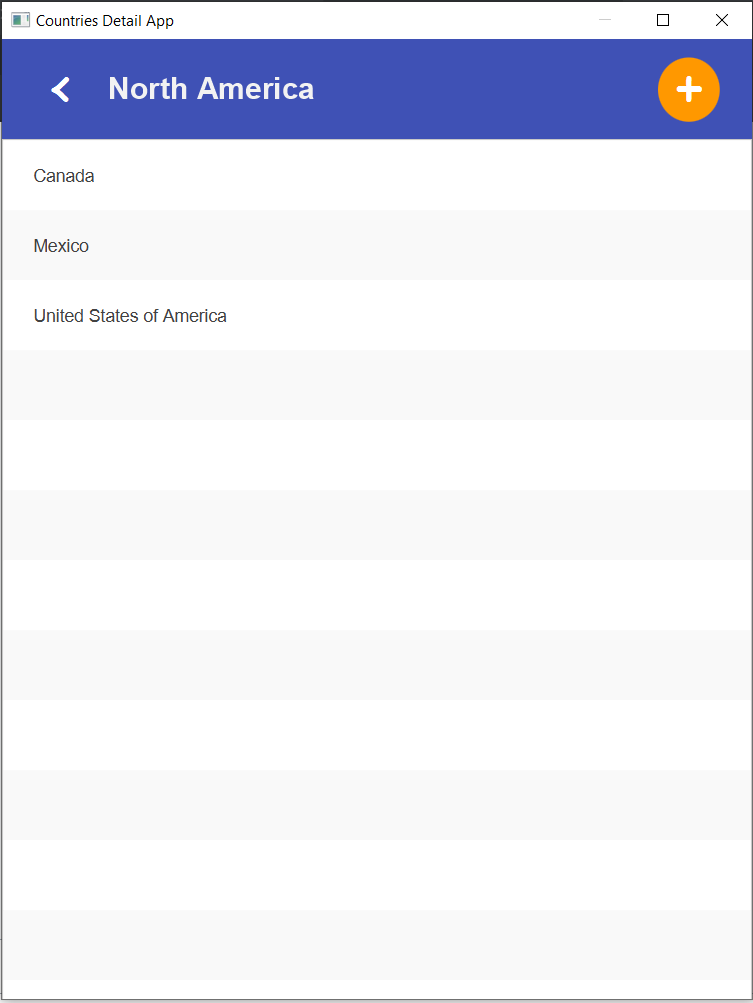 Countries Detail App
North America
Canada
Mexico
United States of America